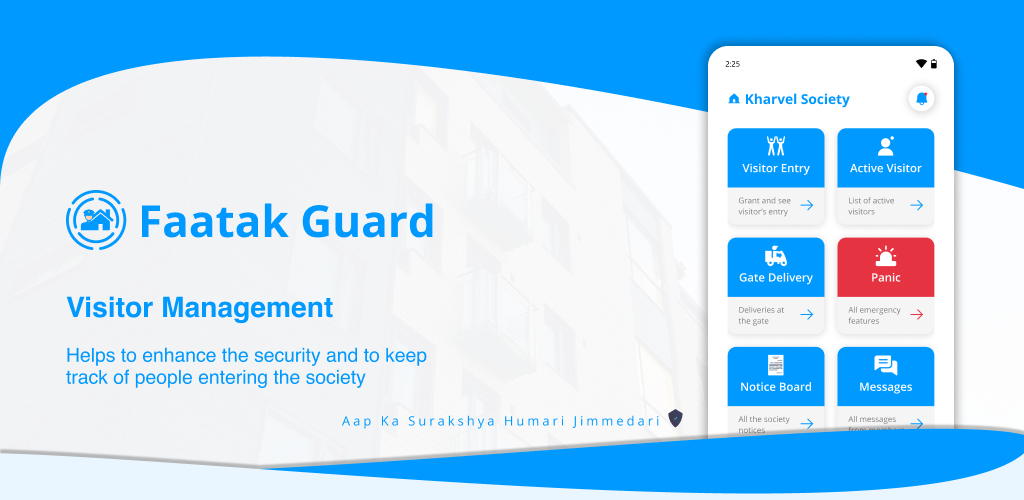 Faatak Guard
Visitor Management
Helps to enhance the security and to keep
track of people entering the society
Aap Ka Surakshya Humari Jimmedari
2:25
Kharvel Society
Visitor Entry
Grant and see
visitor's entry
Active Visitor
List of active
visitors
Gate Delivery
Deliveries at
the gate
Panic
All emergency
features
Notice Board
All the society
notices
Messages
All messages
from